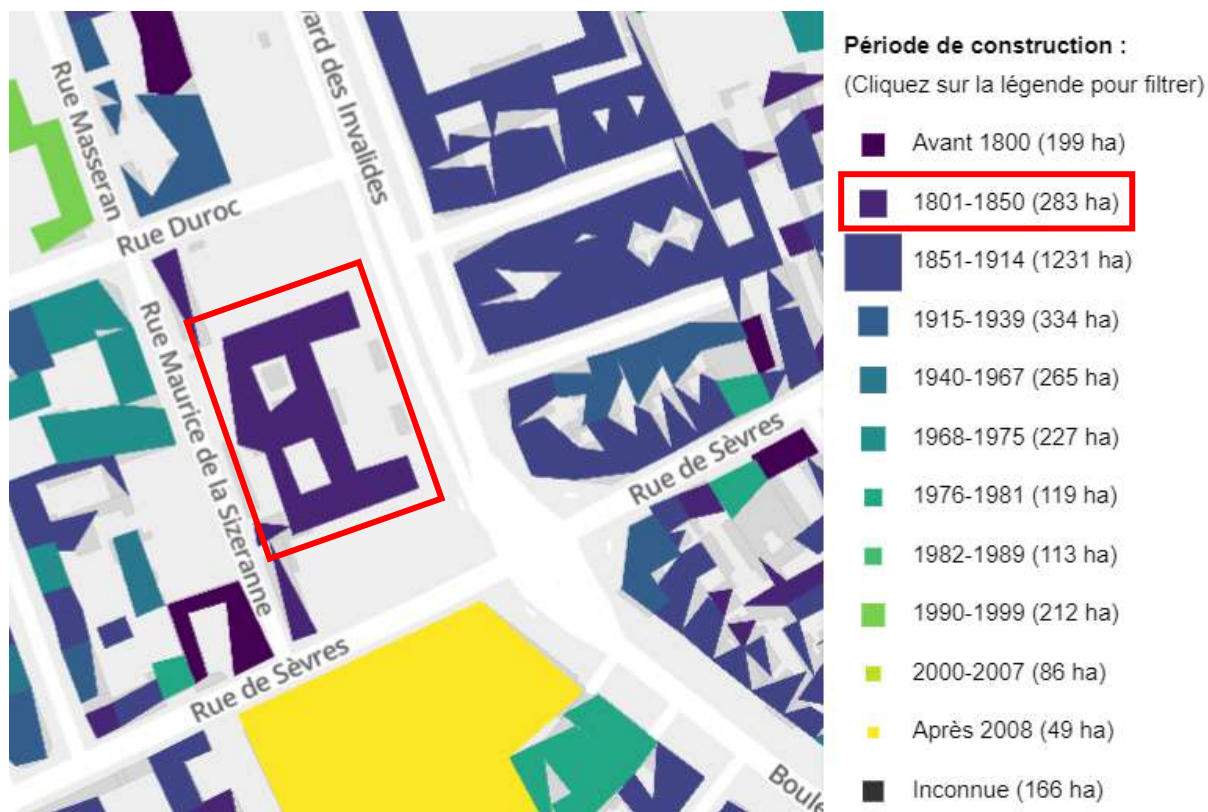 Rue Masseran
ard des Invalides
Rue Duroc
Rue Maurice de la Sizeranne
Rue de Sèvres
Rue de Sèvres
Boule
Période de construction :
(Cliquez sur la légende pour filtrer)
Avant 1800 (199 ha)
1801-1850 (283 ha)
1851-1914 (1231 ha)
1915-1939 (334 ha)
1940-1967 (265 ha)
1968-1975 (227 ha)
1976-1981 (119 ha)
1982-1989 (113 ha)
1990-1999 (212 ha)
2000-2007 (86 ha)
Après 2008 (49 ha)
Inconnue (166 ha)